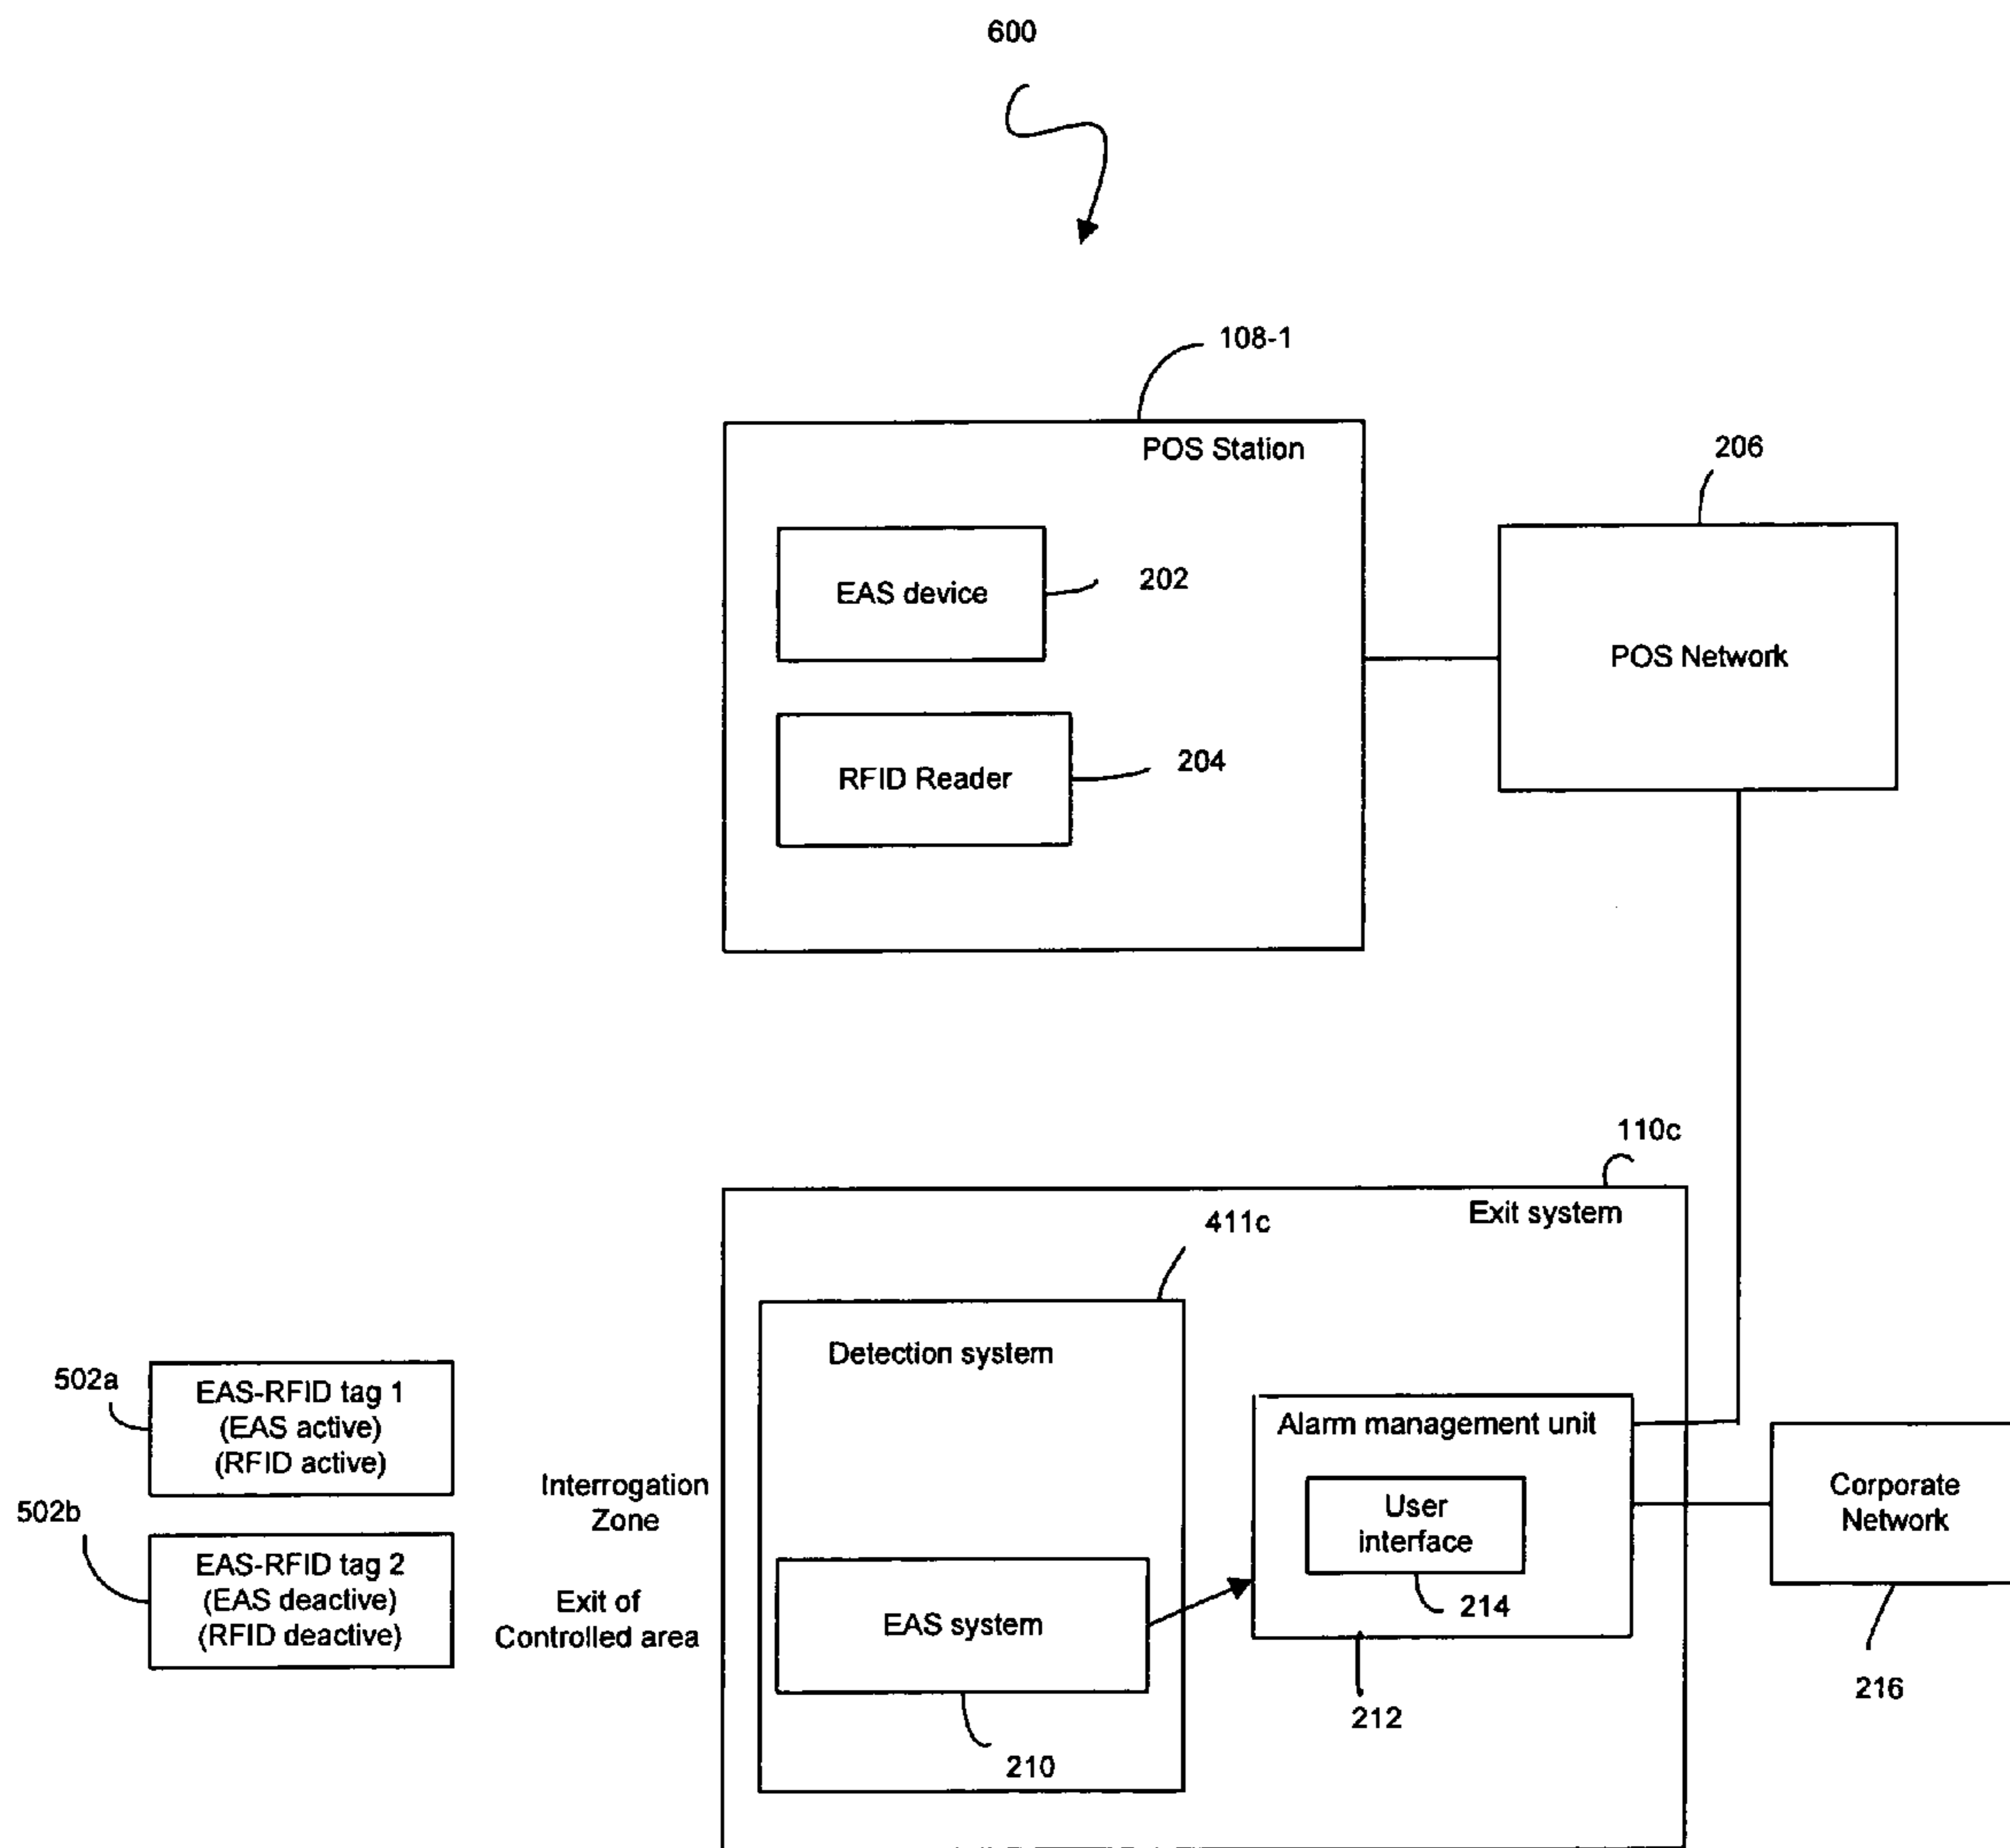 600
108-1
POS Station
206
EAS device
202
POS Network
RFID Reader
204
110c
Exit system
411c
Detection system
502a
EAS-RFID tag 1
(EAS active)
(RFID active)
Alarm management unit
Interrogation
Zone
User
interface
Corporate
Network
502b
EAS-RFID tag 2
(EAS deactive)
(RFID deactive)
Exit of
Controlled area
EAS system
214
216
212
210